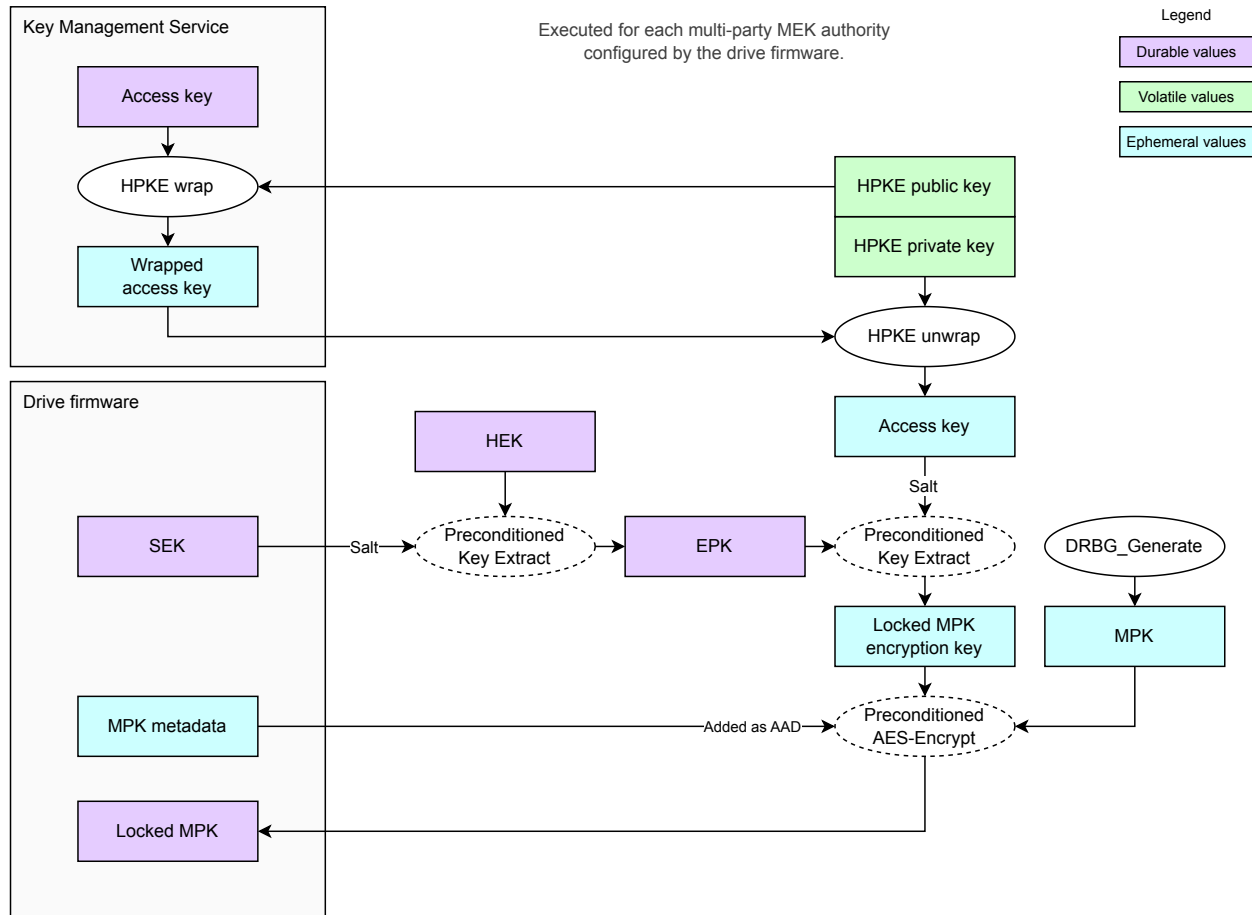 Key Management Service
Executed for each multi-party MEK authority
configured by the drive firmware.
Legend
Durable values
Volatile values
Ephemeral values
Access key
HPKE wrap
Wrapped
access key
HPKE public key
HPKE private key
HPKE unwrap
Access key
Salt
Drive firmware
HEK
SEK
Salt
Preconditioned
Key Extract
EPK
Preconditioned
Key Extract
DRBG_Generate
Locked MPK
encryption key
MPK
MPK metadata
Added as AAD
Preconditioned
AES-Encrypt
Locked MPK